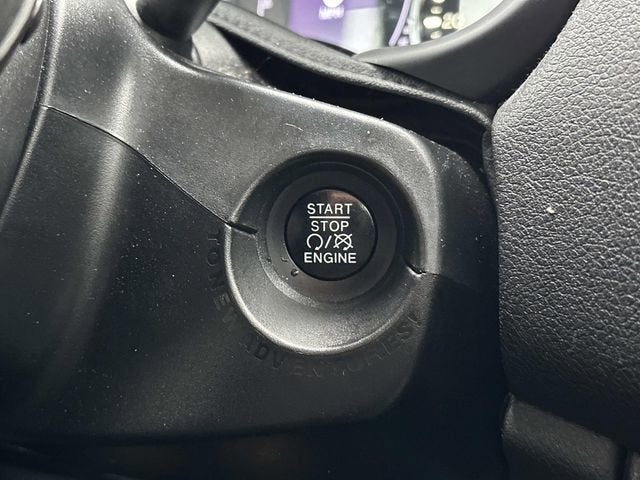 START
STOP
ENGINE
TO NEW ADVENTURES!